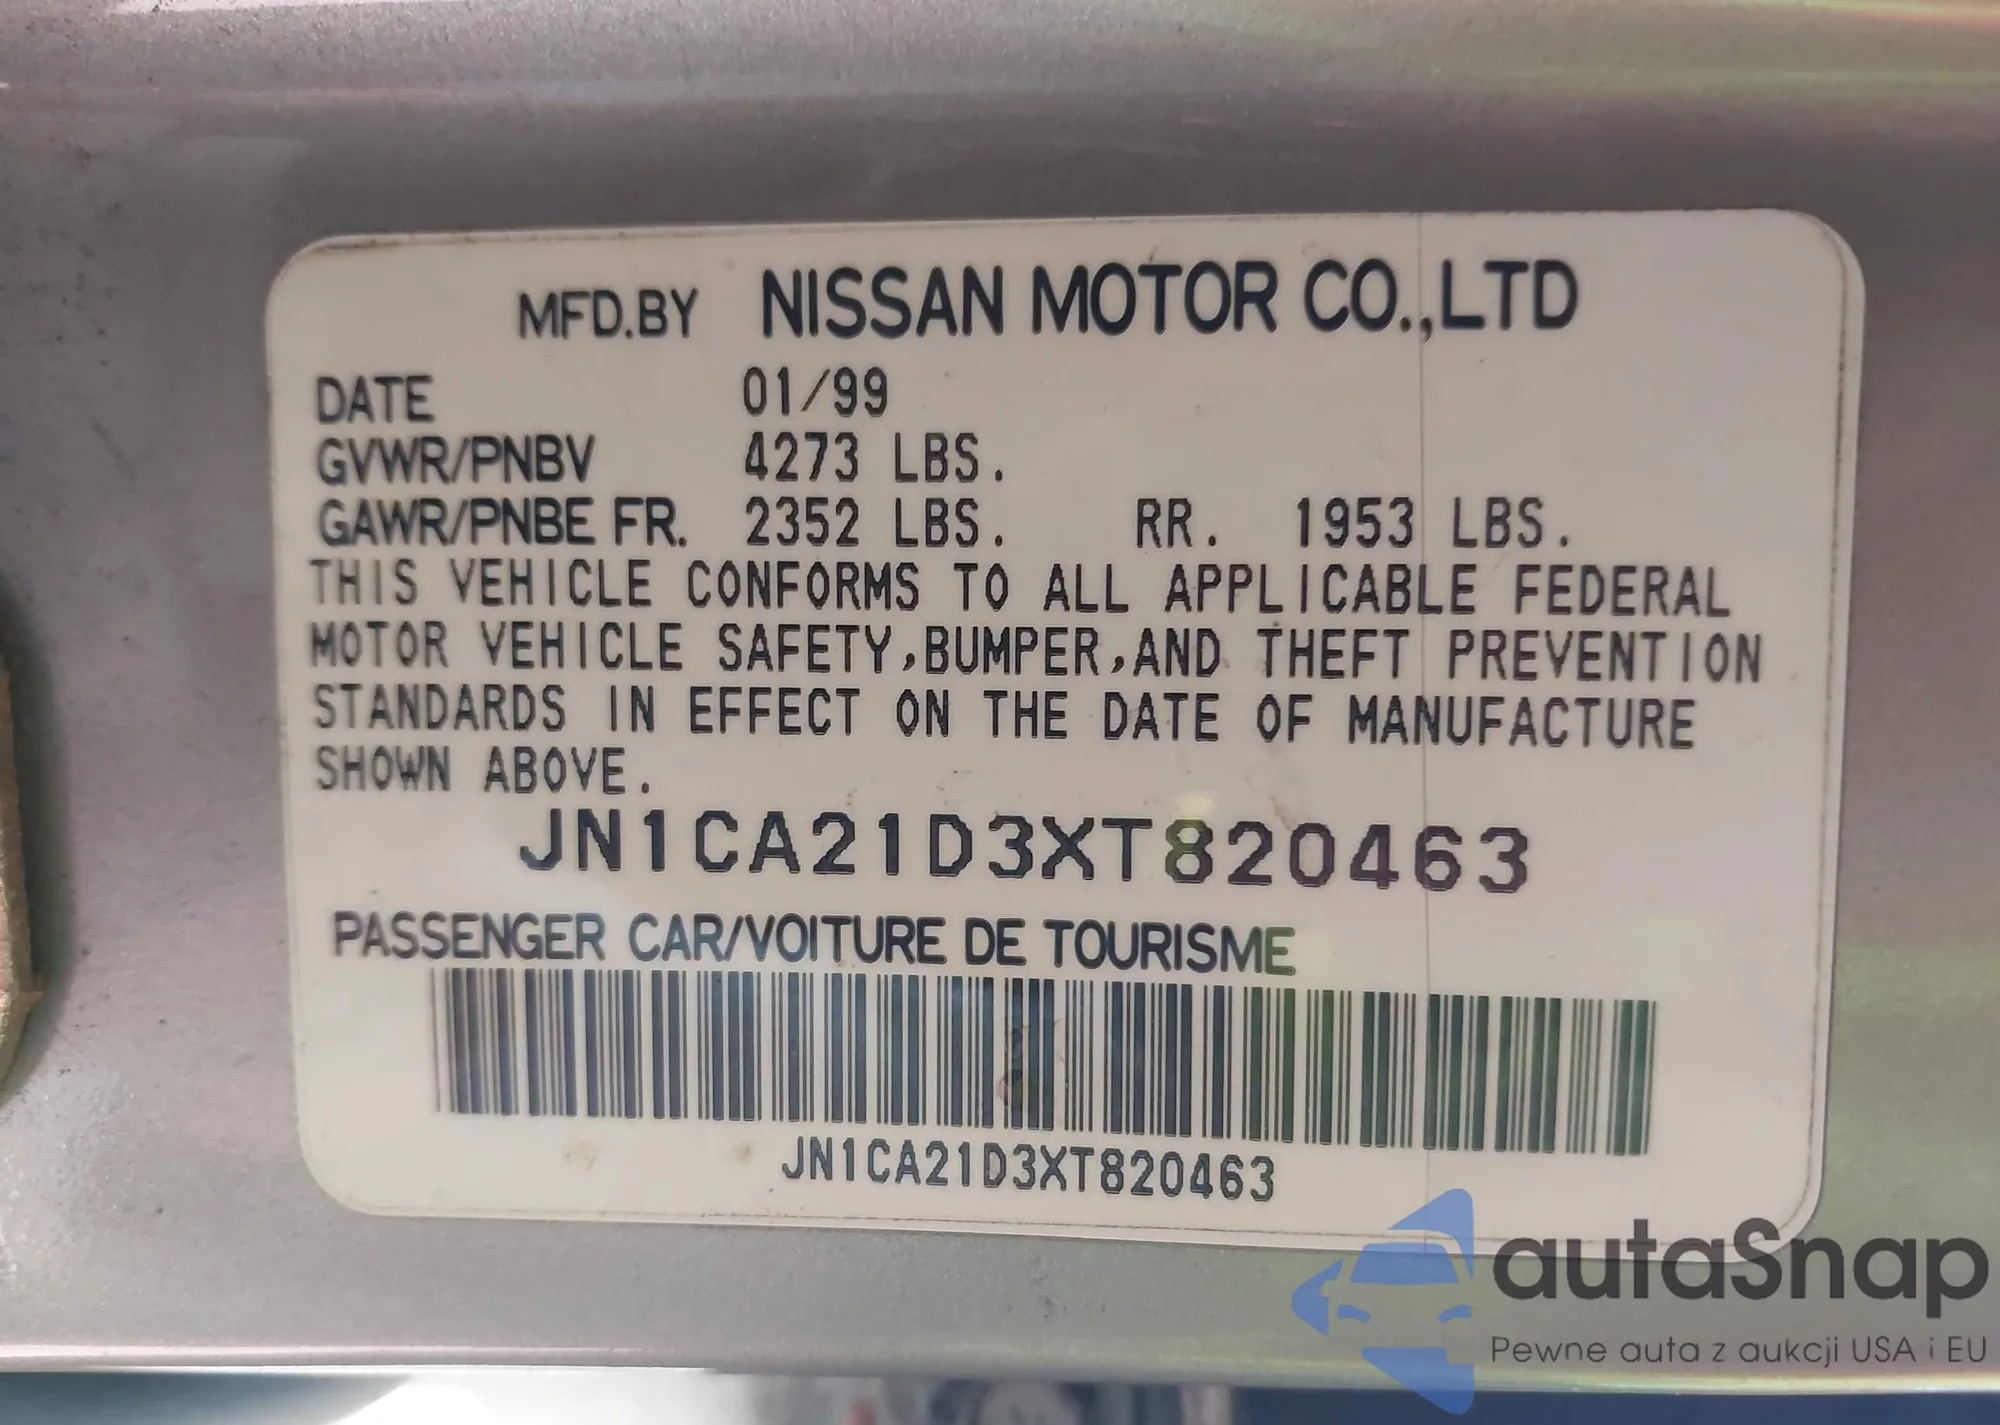 MFD.BY NISSAN MOTOR CO.,LTD
DATE 01/99
GVWR/PNBV 4273 LBS.
GAWR/PNBE FR. 2352 LBS. RR. 1953 LBS.
THIS VEHICLE CONFORMS TO ALL APPLICABLE FEDERAL
MOTOR VEHICLE SAFETY,BUMPER,AND THEFT PREVENTION
STANDARDS IN EFFECT ON THE DATE OF MANUFACTURE
SHOWN ABOVE.
JN1CA21D3XT820463
PASSENGER CAR/VOITURE DE TOURISME
JN1CA21D3XT820463
autaSnap
Pewne auta z aukcji USA i EU